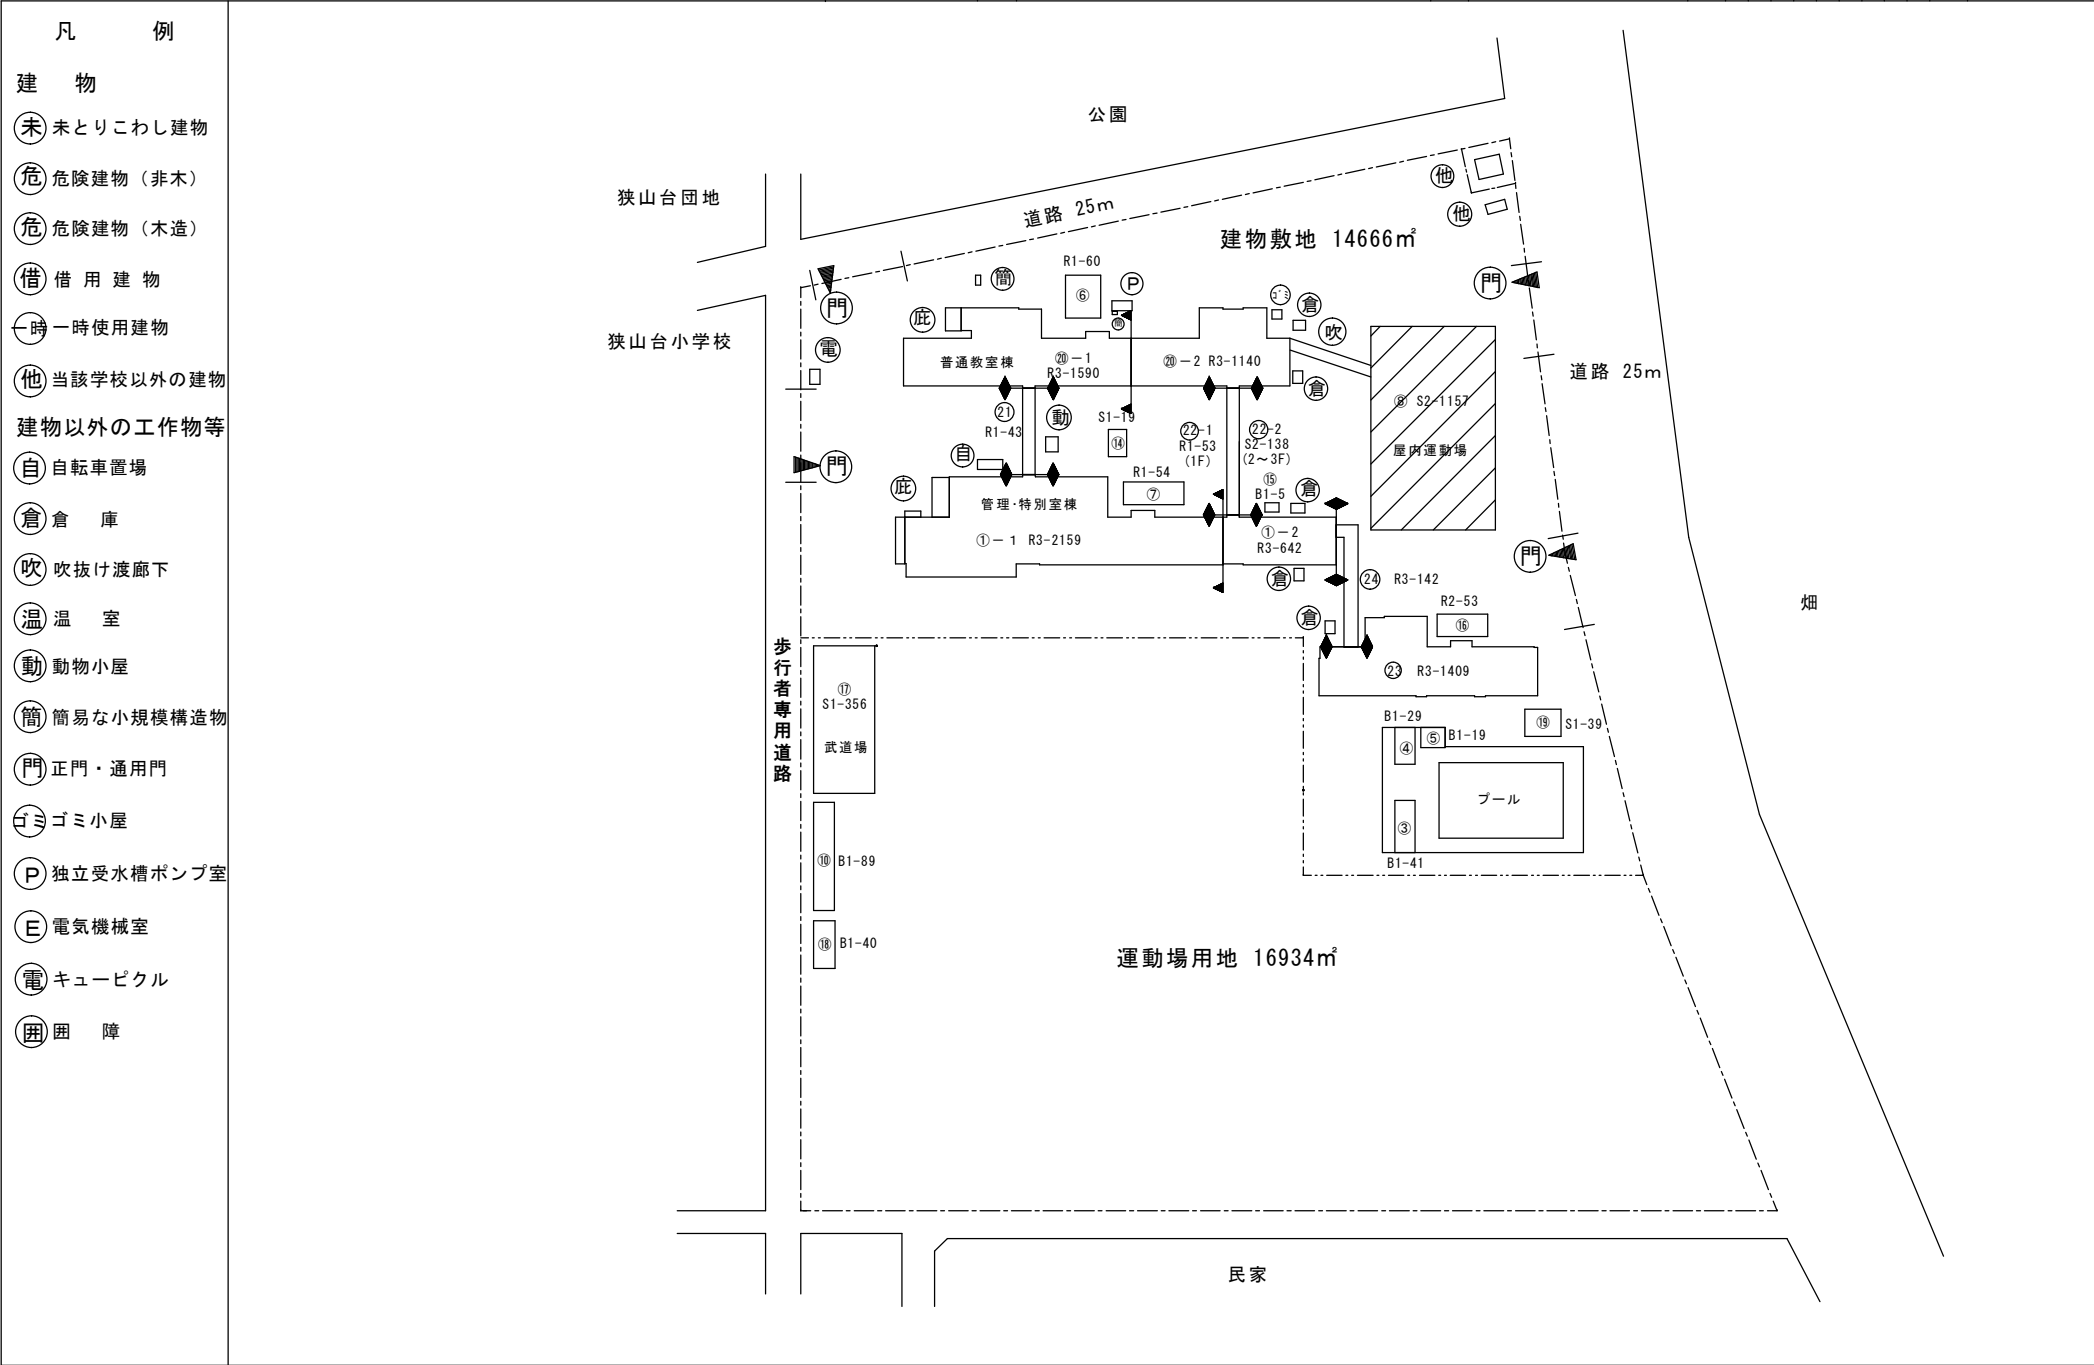 凡　例
建　物
未 未とりこわし建物
危 危険建物（非木）
危 危険建物（木造）
借 借用建物
一時 一時使用建物
他 当該学校以外の建物
建物以外の工作物等
自 自転車置場
倉 倉　庫
吹 吹抜け渡廊下
温 温　室
動 動物小屋
簡 簡易な小規模構造物
門 正門・通用門
ゴミ ゴミ小屋
P 独立受水槽ポンプ室
E 電気機械室
電 キューピクル
囲 囲　障
公園
狭山台団地
道路 25m
他
他
建物敷地 14666㎡
狭山台小学校
門
電
門
簡
R1-60
⑥
P
簡
ゴミ
倉
吹
門
庇
普通教室棟
⑳－1
R3-1590
⑳－2 R3-1140
倉
道路 25m
⑧ S2-1157
屋内運動場
21
R1-43
動
S1-19
⑭
22-1
R1-53
(1F)
22-2
S2-138
(2～3F)
自
庇
R1-54
⑦
⑮
B1-5
倉
管理・特別室棟
①－1 R3-2159
①－2
R3-642
門
倉
24 R3-142
倉
R2-53
⑯
畑
23 R3-1409
歩行者専用道路
⑰
S1-356
武道場
B1-29
④
⑤ B1-19
⑲ S1-39
プール
③
B1-41
⑩ B1-89
⑱ B1-40
運動場用地 16934㎡
民家